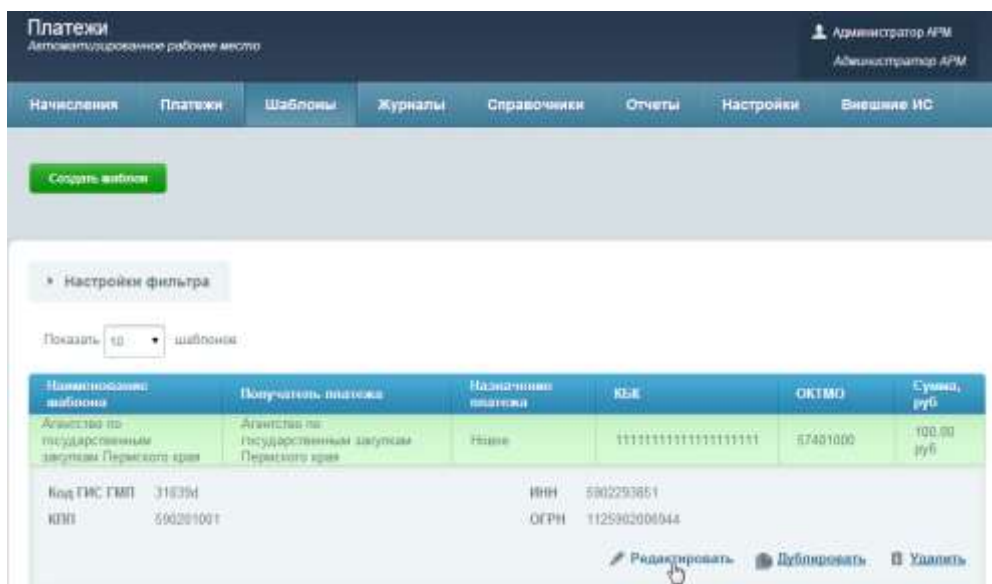 Платежи
Автоматизированное рабочее место
Администратор АРМ
Администратор АРМ
Начисления Платежи Шаблоны Журналы Справочники Отчеты Настройки Внешние ИС
Создать шаблон
Настройки фильтра
Показать 10 шаблонов
Наименование шаблона Получатель платежа Назначение платежа КБК ОКТМО Сумма, руб
Агентство по государственным закупкам Пермского края Агентство по государственным закупкам Пермского края Новое 11111111111111111111 57401000 100.00 руб
Код ГИС ГМП 31039d ИНН 5902293851
КПП 590201001 ОГРН 1125902006944
Редактировать Дублировать Удалить